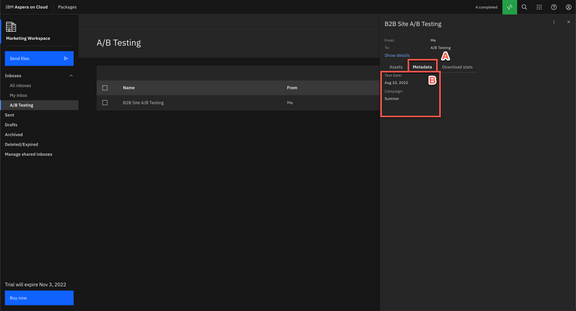 IBM Aspera on Cloud
Packages
4 completed
Marketing Workspace
Send files
Inboxes
All inboxes
My inbox
A/B Testing
Sent
Drafts
Archived
Deleted/Expired
Manage shared inboxes
Trial will expire Nov 3, 2022
Buy now
A/B Testing
Name From
B2B Site A/B Testing Me
B2B Site A/B Testing
From: Me
To: A/B Testing
Show details
A
Assets Metadata Download stats
B
Test Date:
Aug 10, 2022
Campaign:
Summer